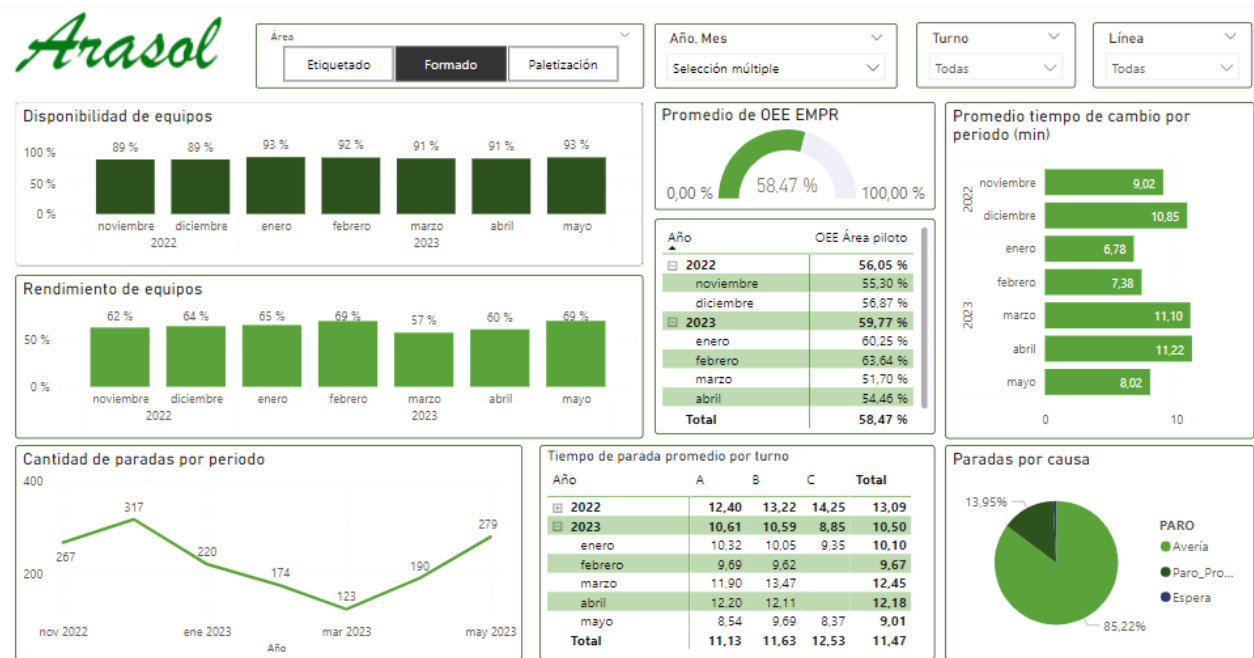 Arasol
Área
Etiquetado Formado Paletización
Año, Mes
Selección múltiple
Turno
Todas
Línea
Todas
Disponibilidad de equipos
100 %
50 %
0 %
89 % 89 % 93 % 92 % 91 % 91 % 93 %
noviembre diciembre enero febrero marzo abril mayo
2022 2023
Rendimiento de equipos
50 %
0 %
62 % 64 % 65 % 69 % 57 % 60 % 69 %
noviembre diciembre enero febrero marzo abril mayo
2022 2023
Promedio de OEE EMPR
0,00 % 58,47 % 100,00 %
Año OEE Área piloto
2022 56,05 %
noviembre 55,30 %
diciembre 56,87 %
2023 59,77 %
enero 60,25 %
febrero 63,64 %
marzo 51,70 %
abril 54,46 %
Total 58,47 %
Promedio tiempo de cambio por
periodo (min)
2022
noviembre 9,02
diciembre 10,85
2023
enero 6,78
febrero 7,38
marzo 11,10
abril 11,22
mayo 8,02
0 10
Cantidad de paradas por periodo
400
200
267 317 220 174 123 190 279
nov 2022 ene 2023 mar 2023 may 2023
Año
Tiempo de parada promedio por turno
Año A B C Total
2022 12,40 13,22 14,25 13,09
2023 10,61 10,59 8,85 10,50
enero 10,32 10,05 9,35 10,10
febrero 9,69 9,62 9,67
marzo 11,90 13,47 12,45
abril 12,20 12,11 12,18
mayo 8,54 9,69 8,37 9,01
Total 11,13 11,63 12,53 11,47
Paradas por causa
13,95%
85,22%
PARO
Avería
Paro_Pro...
Espera